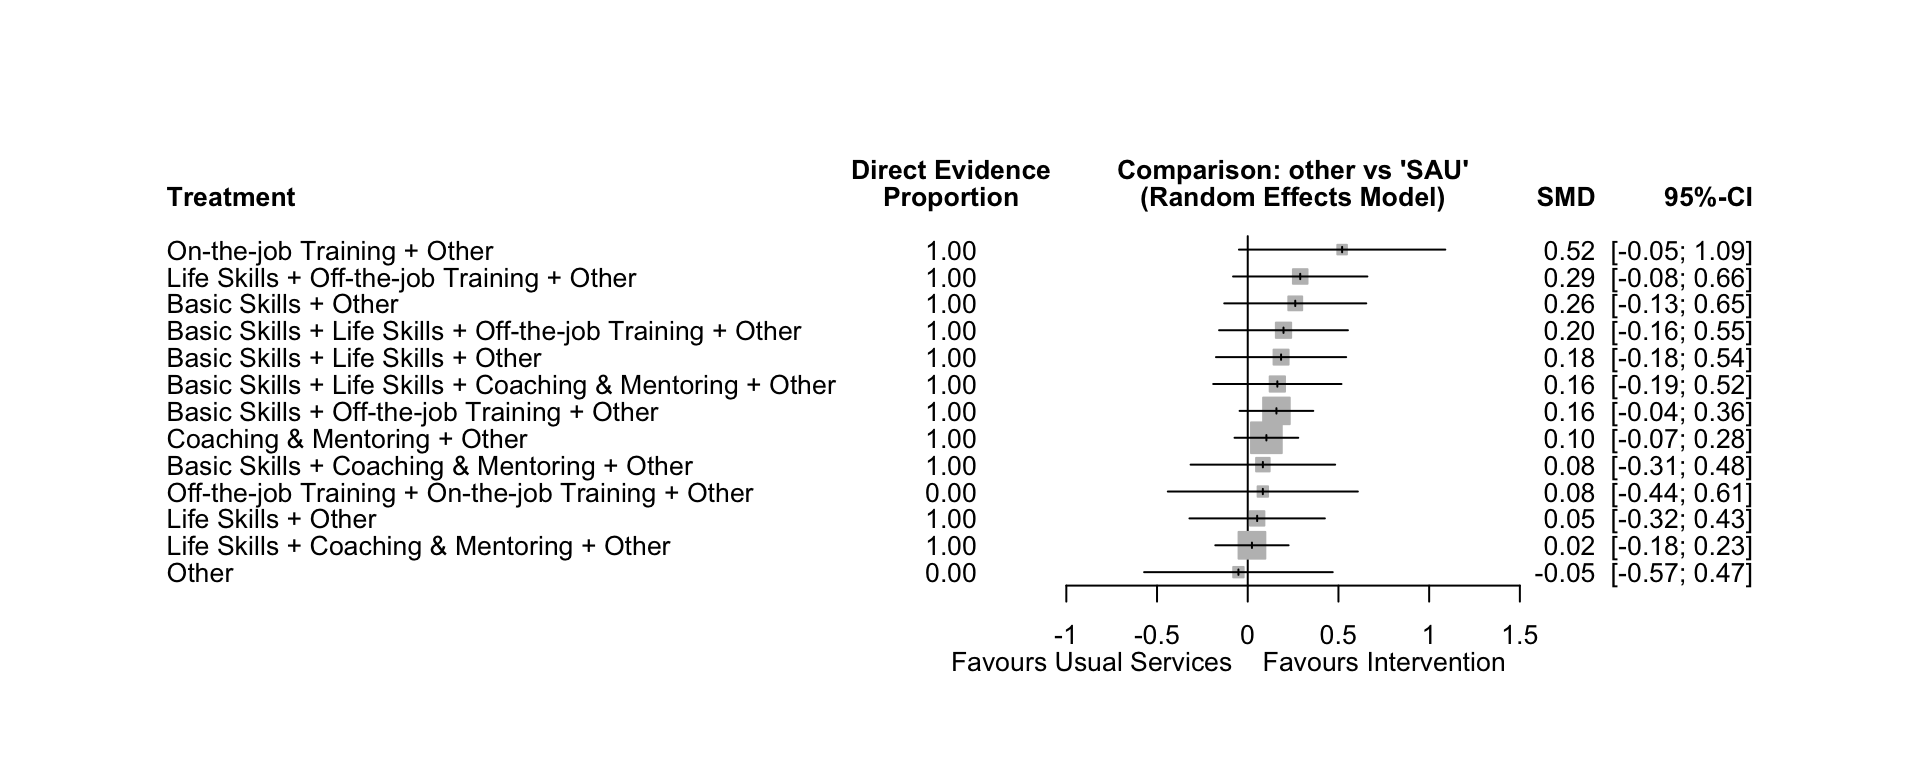 Direct Evidence Comparison: other vs 'SAU'
Treatment Proportion (Random Effects Model) SMD 95%-CI
On-the-job Training + Other 1.00 0.52 [-0.05; 1.09]
Life Skills + Off-the-job Training + Other 1.00 0.29 [-0.08; 0.66]
Basic Skills + Other 1.00 0.26 [-0.13; 0.65]
Basic Skills + Life Skills + Off-the-job Training + Other 1.00 0.20 [-0.16; 0.55]
Basic Skills + Life Skills + Other 1.00 0.18 [-0.18; 0.54]
Basic Skills + Life Skills + Coaching & Mentoring + Other 1.00 0.16 [-0.19; 0.52]
Basic Skills + Off-the-job Training + Other 1.00 0.16 [-0.04; 0.36]
Coaching & Mentoring + Other 1.00 0.10 [-0.07; 0.28]
Basic Skills + Coaching & Mentoring + Other 1.00 0.08 [-0.31; 0.48]
Off-the-job Training + On-the-job Training + Other 0.00 0.08 [-0.44; 0.61]
Life Skills + Other 1.00 0.05 [-0.32; 0.43]
Life Skills + Coaching & Mentoring + Other 1.00 0.02 [-0.18; 0.23]
Other 0.00 -0.05 [-0.57; 0.47]
-1 -0.5 0 0.5 1 1.5
Favours Usual Services Favours Intervention